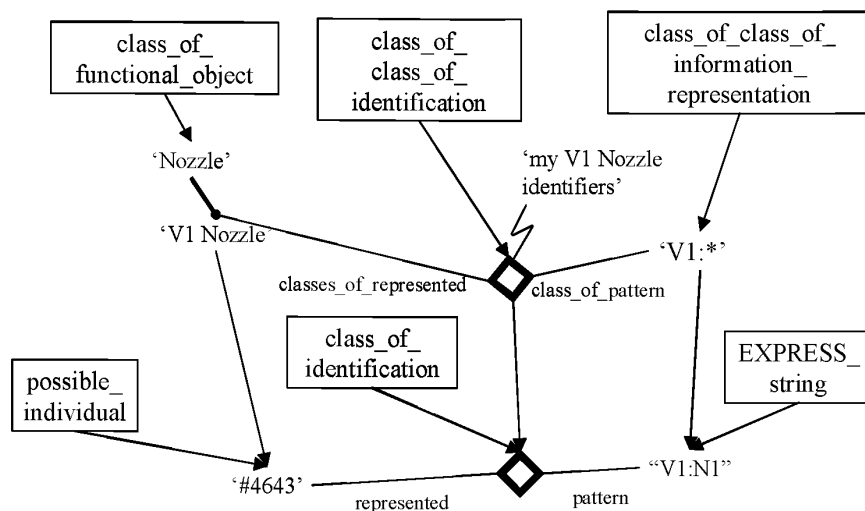 class_of_
functional_object
class_of_
class_of_
identification
class_of_class_of_
information_
representation
‘Nozzle’
‘my V1 Nozzle
identifiers’
‘V1 Nozzle’
‘V1:*’
classes_of_represented
class_of_pattern
class_of_
identification
EXPRESS_
string
possible_
individual
‘#4643’
“V1:N1”
represented
pattern